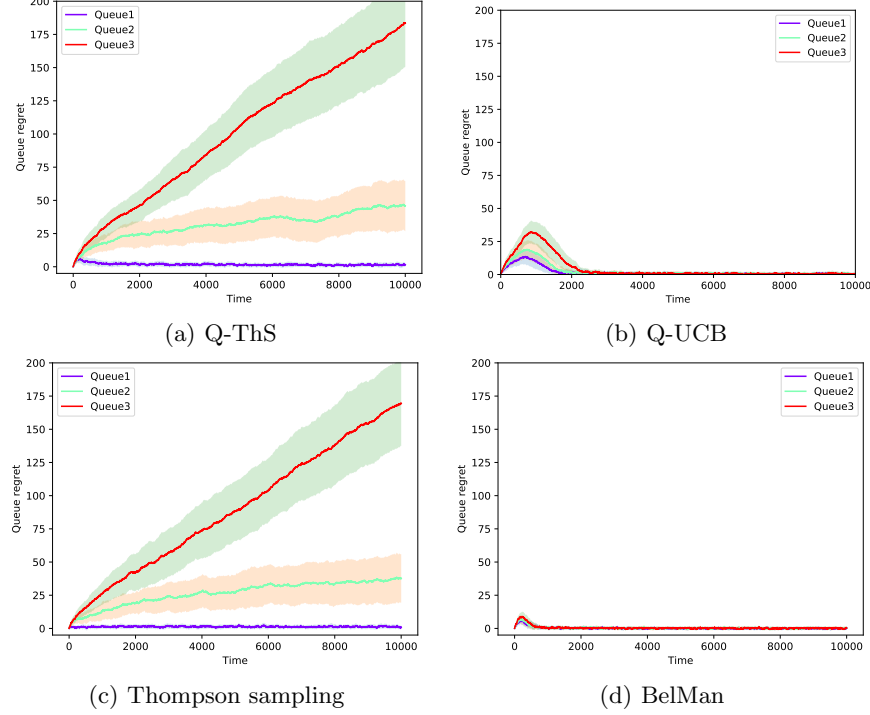 200
175
150
125
100
75
50
25
0
Queue regret
Queue1
Queue2
Queue3
0 2000 4000 6000 8000 10000
Time
(a) Q-ThS
200
175
150
125
100
75
50
25
0
Queue regret
Queue1
Queue2
Queue3
0 2000 4000 6000 8000 10000
Time
(b) Q-UCB
200
175
150
125
100
75
50
25
0
Queue regret
Queue1
Queue2
Queue3
0 2000 4000 6000 8000 10000
Time
(c) Thompson sampling
200
175
150
125
100
75
50
25
0
Queue regret
Queue1
Queue2
Queue3
0 2000 4000 6000 8000 10000
Time
(d) BelMan